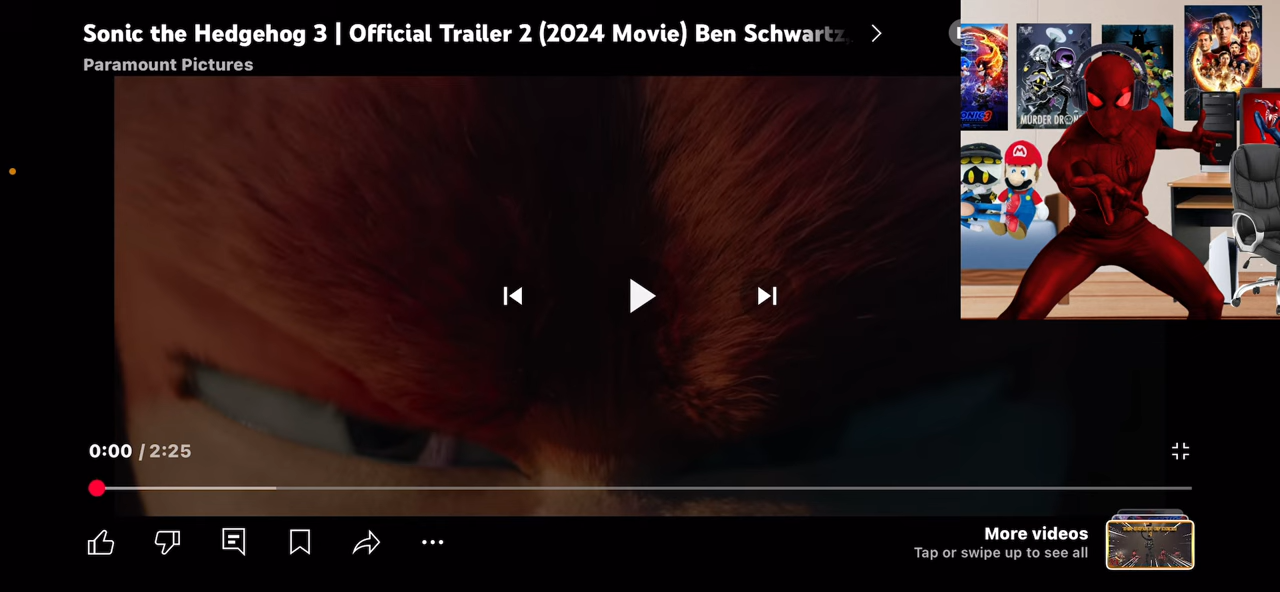 Sonic the Hedgehog 3 | Official Trailer 2 (2024 Movie) Ben Schwartz,
Paramount Pictures
SONIC 3
MURDER DRONES
0:00 / 2:25
More videos
Tap or swipe up to see all